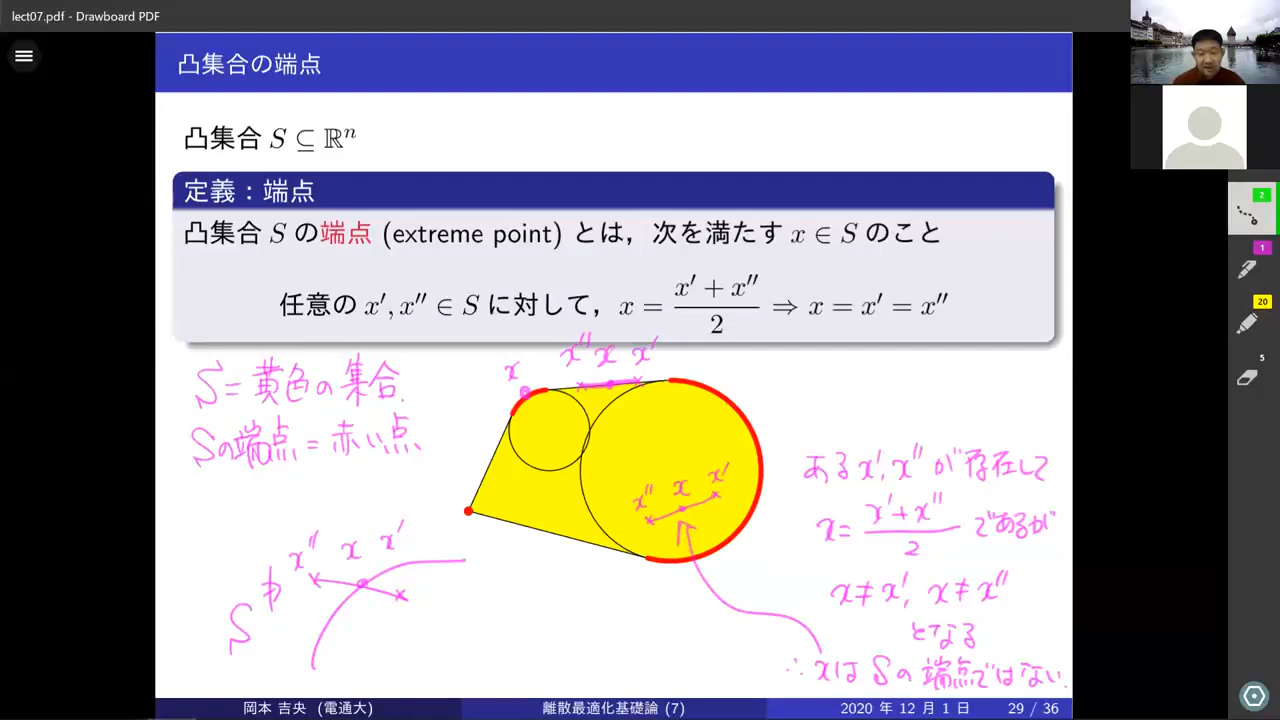 lect07.pdf - Drawboard PDF
凸集合の端点
凸集合 S ⊆ ℝⁿ
定義：端点
凸集合 S の端点 (extreme point) とは，次を満たす x ∈ S のこと
任意の x′, x″ ∈ S に対して，x = (x′ + x″)/2 ⇒ x = x′ = x″
S = 黄色の集合.
Sの端点 = 赤い点
x
x″ x x′
x″ x x′
x″ x x′
S ∌
ある x′, x″ が存在して
x = (x′ + x″)/2 であるが
x ≠ x′, x ≠ x″
となる
∴ xは Sの 端点ではない.
岡本 吉央 (電通大)
離散最適化基礎論 (7)
2020 年 12 月 1 日
29 / 36
2
1
20
5